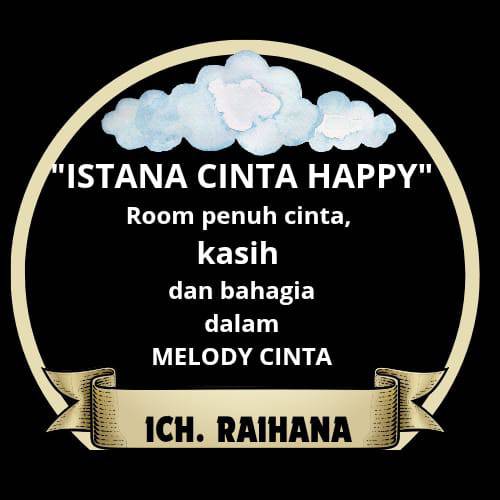 "ISTANA CINTA HAPPY"
Room penuh cinta,
kasih
dan bahagia
dalam
MELODY CINTA
ICH. RAIHANA